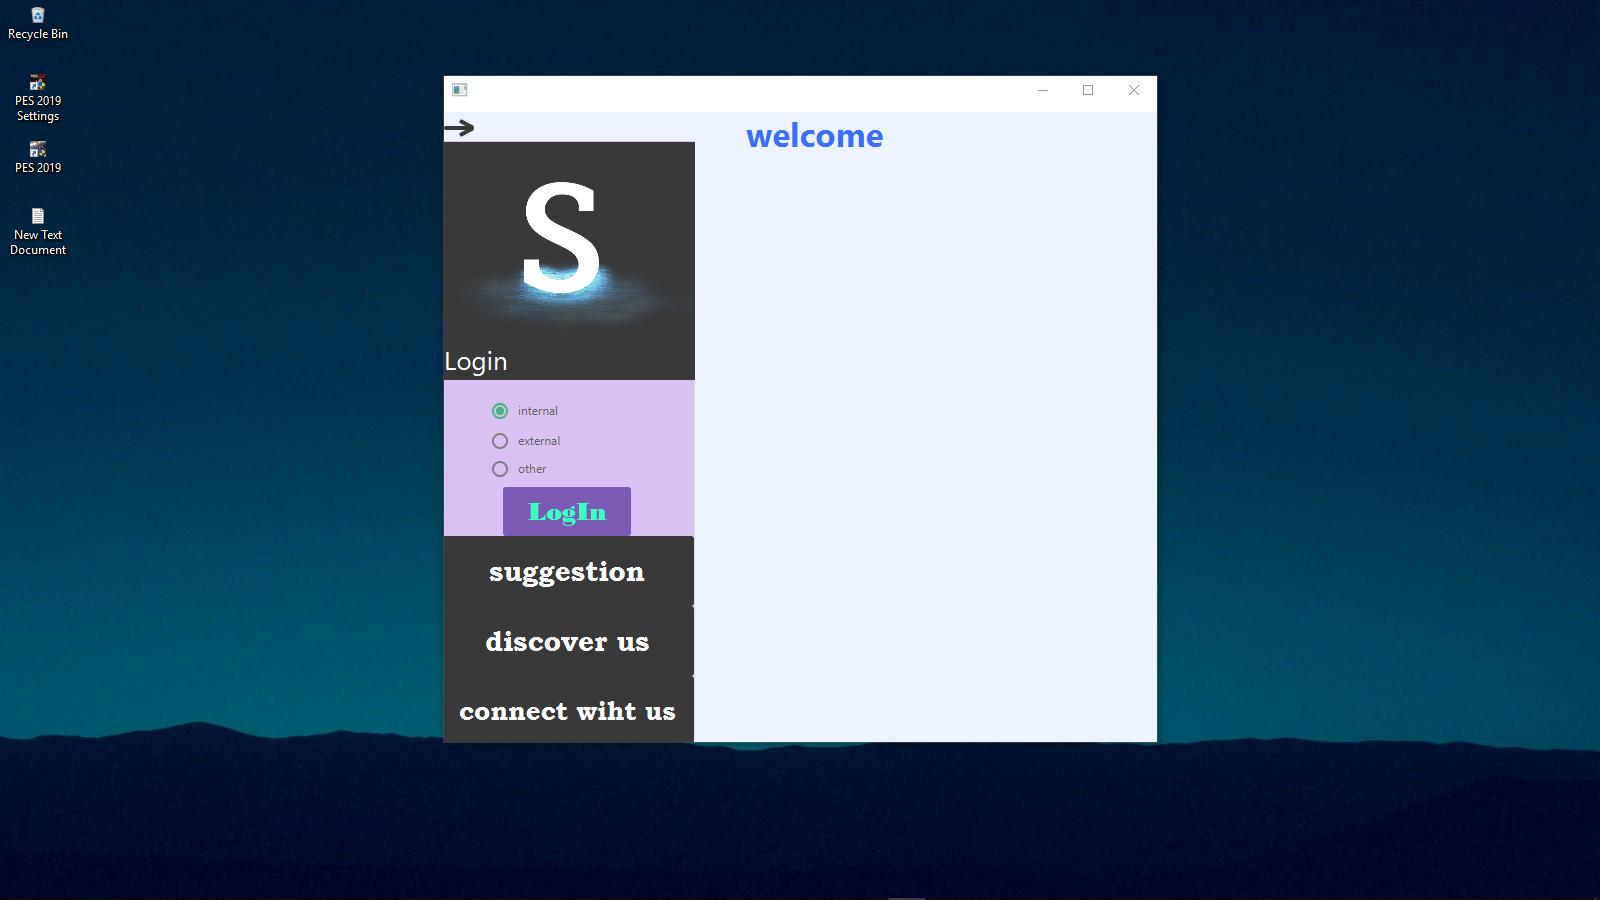 Recycle Bin
PES 2019
Settings
PES 2019
New Text
Document
welcome
S
Login
internal
external
other
LogIn
suggestion
discover us
connect wiht us